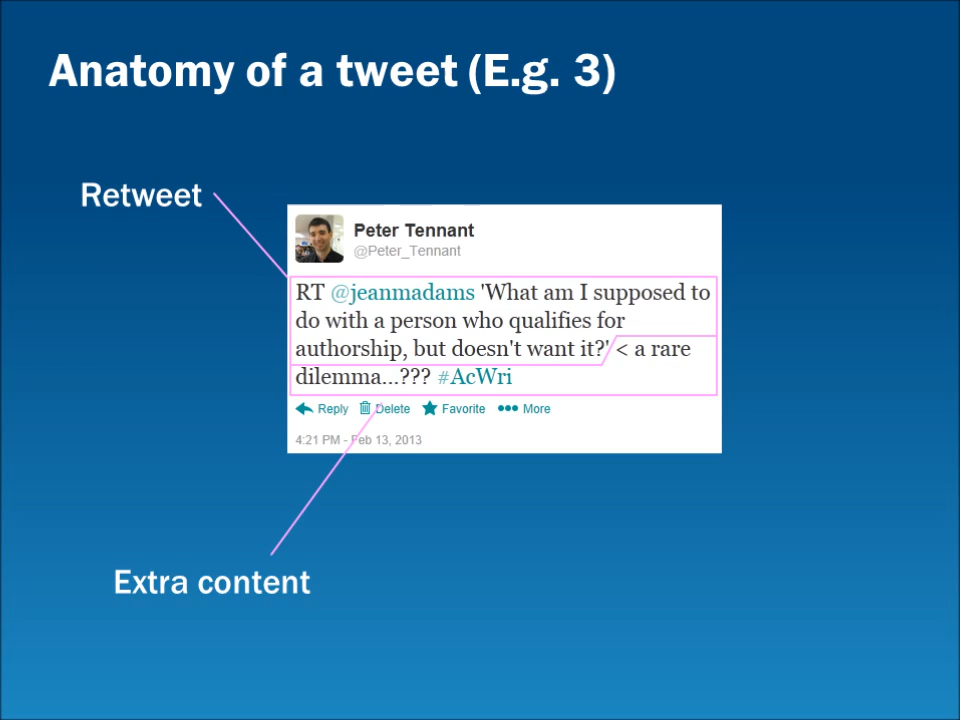 Anatomy of a tweet (E.g. 3)
Retweet
Peter Tennant
@Peter_Tennant
RT @jeanmadams 'What am I supposed to
do with a person who qualifies for
authorship, but doesn't want it?' < a rare
dilemma...??? #AcWri
Reply Delete Favorite More
4:21 PM - Feb 13, 2013
Extra content